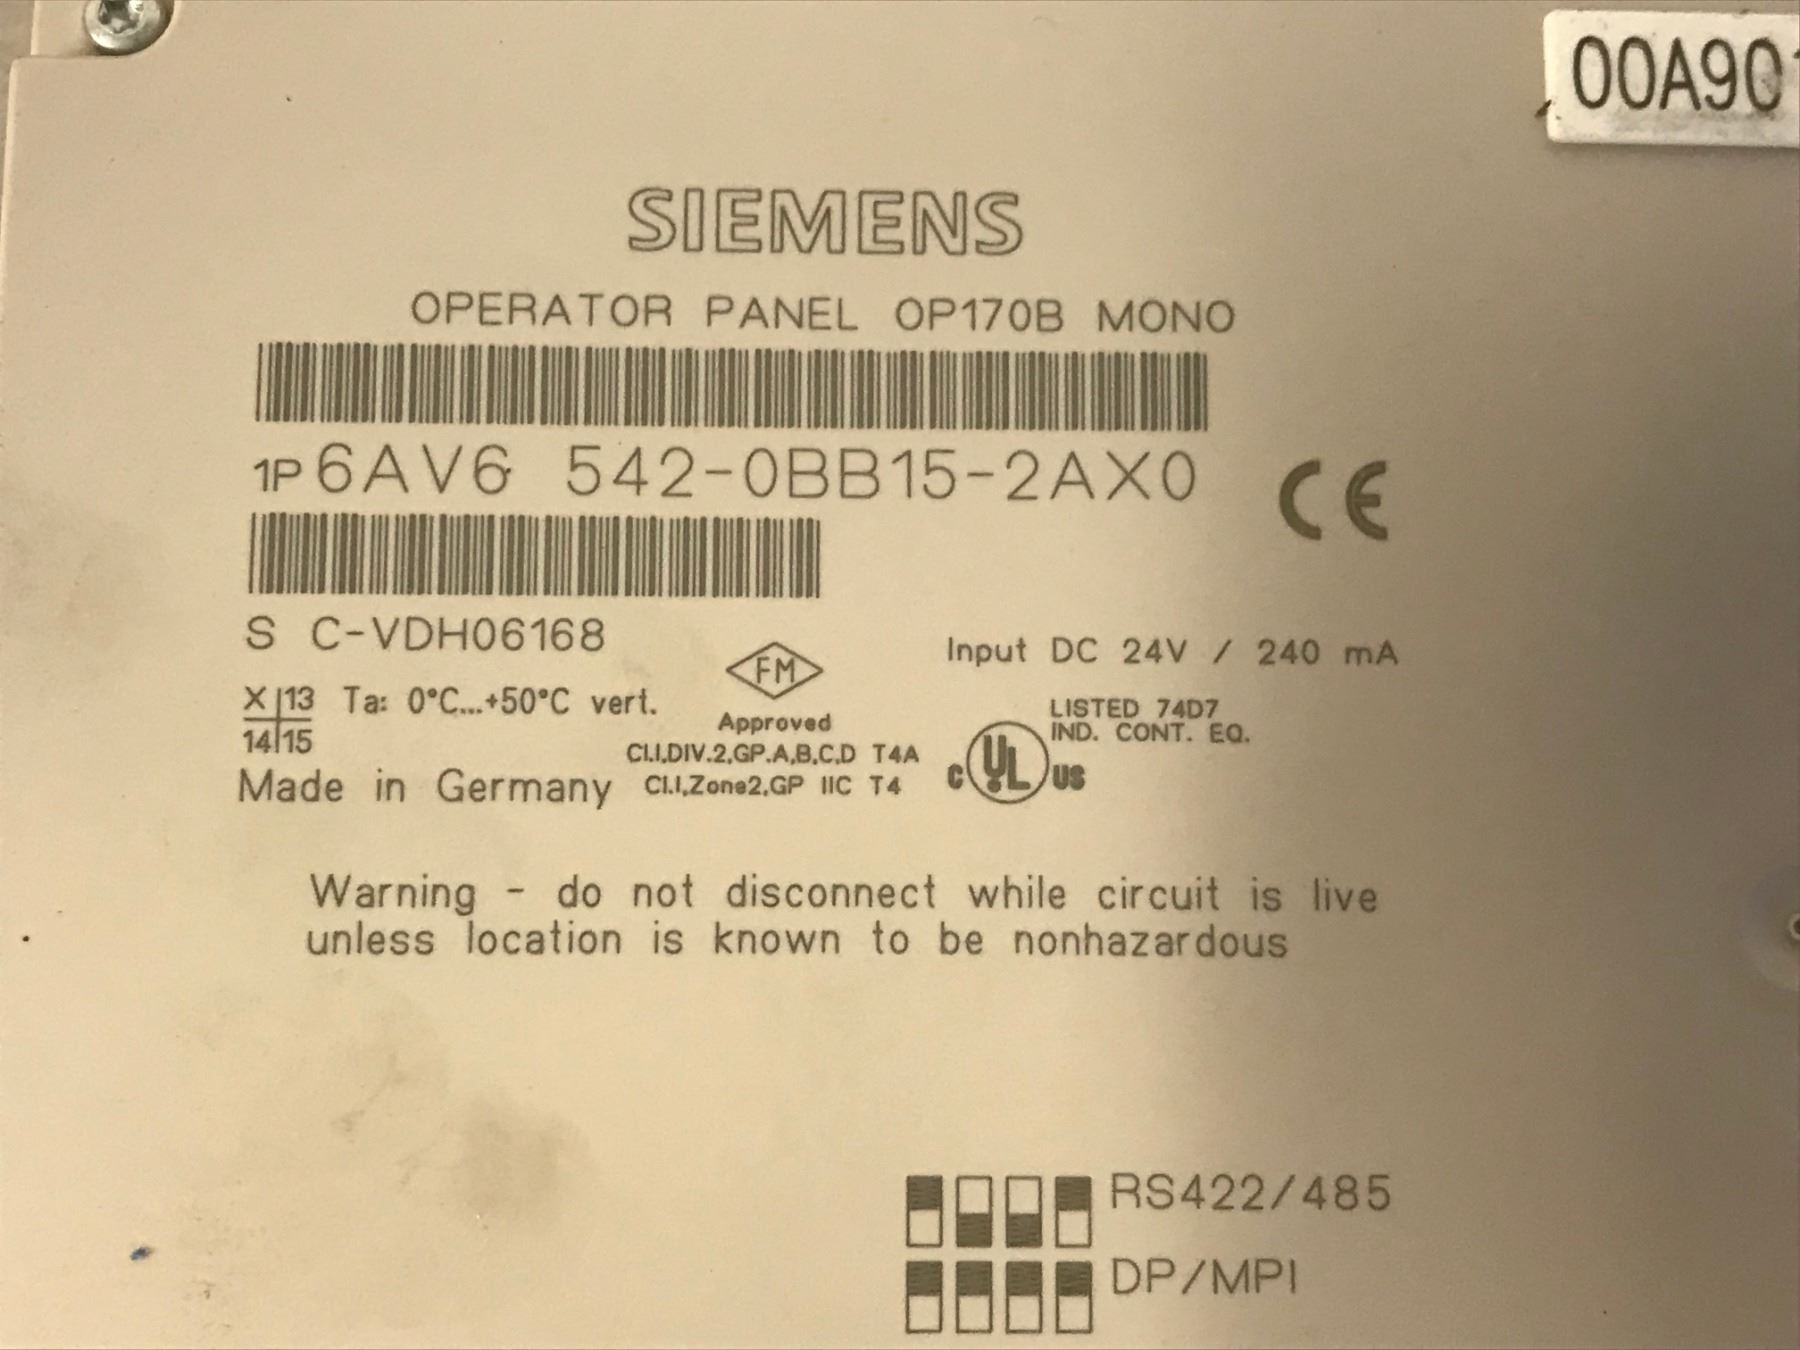 00A90
SIEMENS
OPERATOR PANEL OP170B MONO
1P 6AV6 542-0BB15-2AX0
CE
S C-VDH06168
Input DC 24V / 240 mA
FM
X 13
14 15
Ta: 0°C...+50°C vert.
Approved
LISTED 74D7
IND. CONT. EQ.
CI.I,DIV.2,GP.A,B,C,D T4A
C UL US
Made in Germany
CI.I,Zone2,GP IIC T4
Warning - do not disconnect while circuit is live
unless location is known to be nonhazardous
RS422/485
DP/MPI